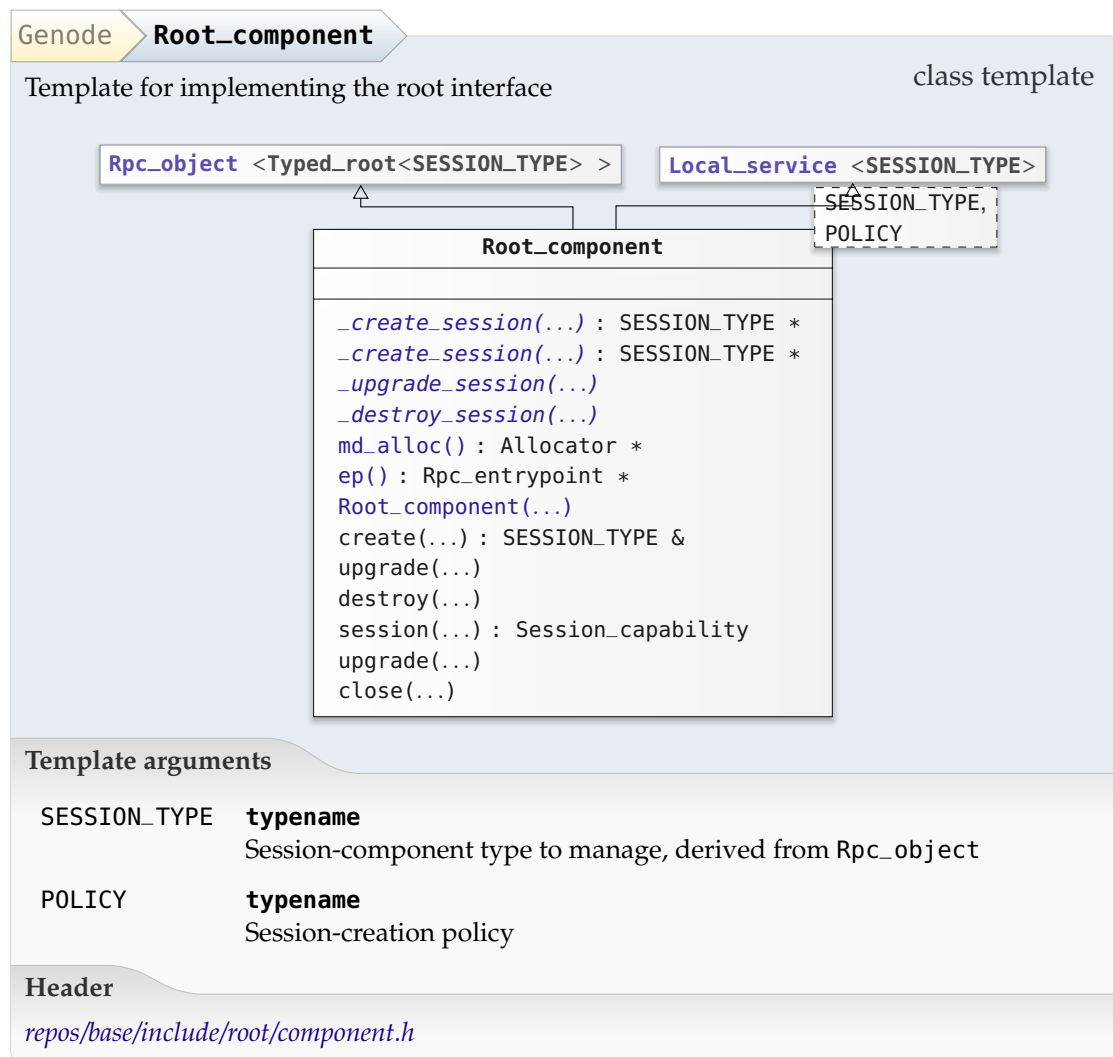 Genode Root_component
Template for implementing the root interface
class template
Rpc_object <Typed_root<SESSION_TYPE> >
Local_service <SESSION_TYPE>
SESSION_TYPE,
POLICY
Root_component
_create_session(...) : SESSION_TYPE *
_create_session(...) : SESSION_TYPE *
_upgrade_session(...)
_destroy_session(...)
md_alloc() : Allocator *
ep() : Rpc_entrypoint *
Root_component(...)
create(...) : SESSION_TYPE &
upgrade(...)
destroy(...)
session(...) : Session_capability
upgrade(...)
close(...)
Template arguments
SESSION_TYPE typename
Session-component type to manage, derived from Rpc_object
POLICY typename
Session-creation policy
Header
repos/base/include/root/component.h